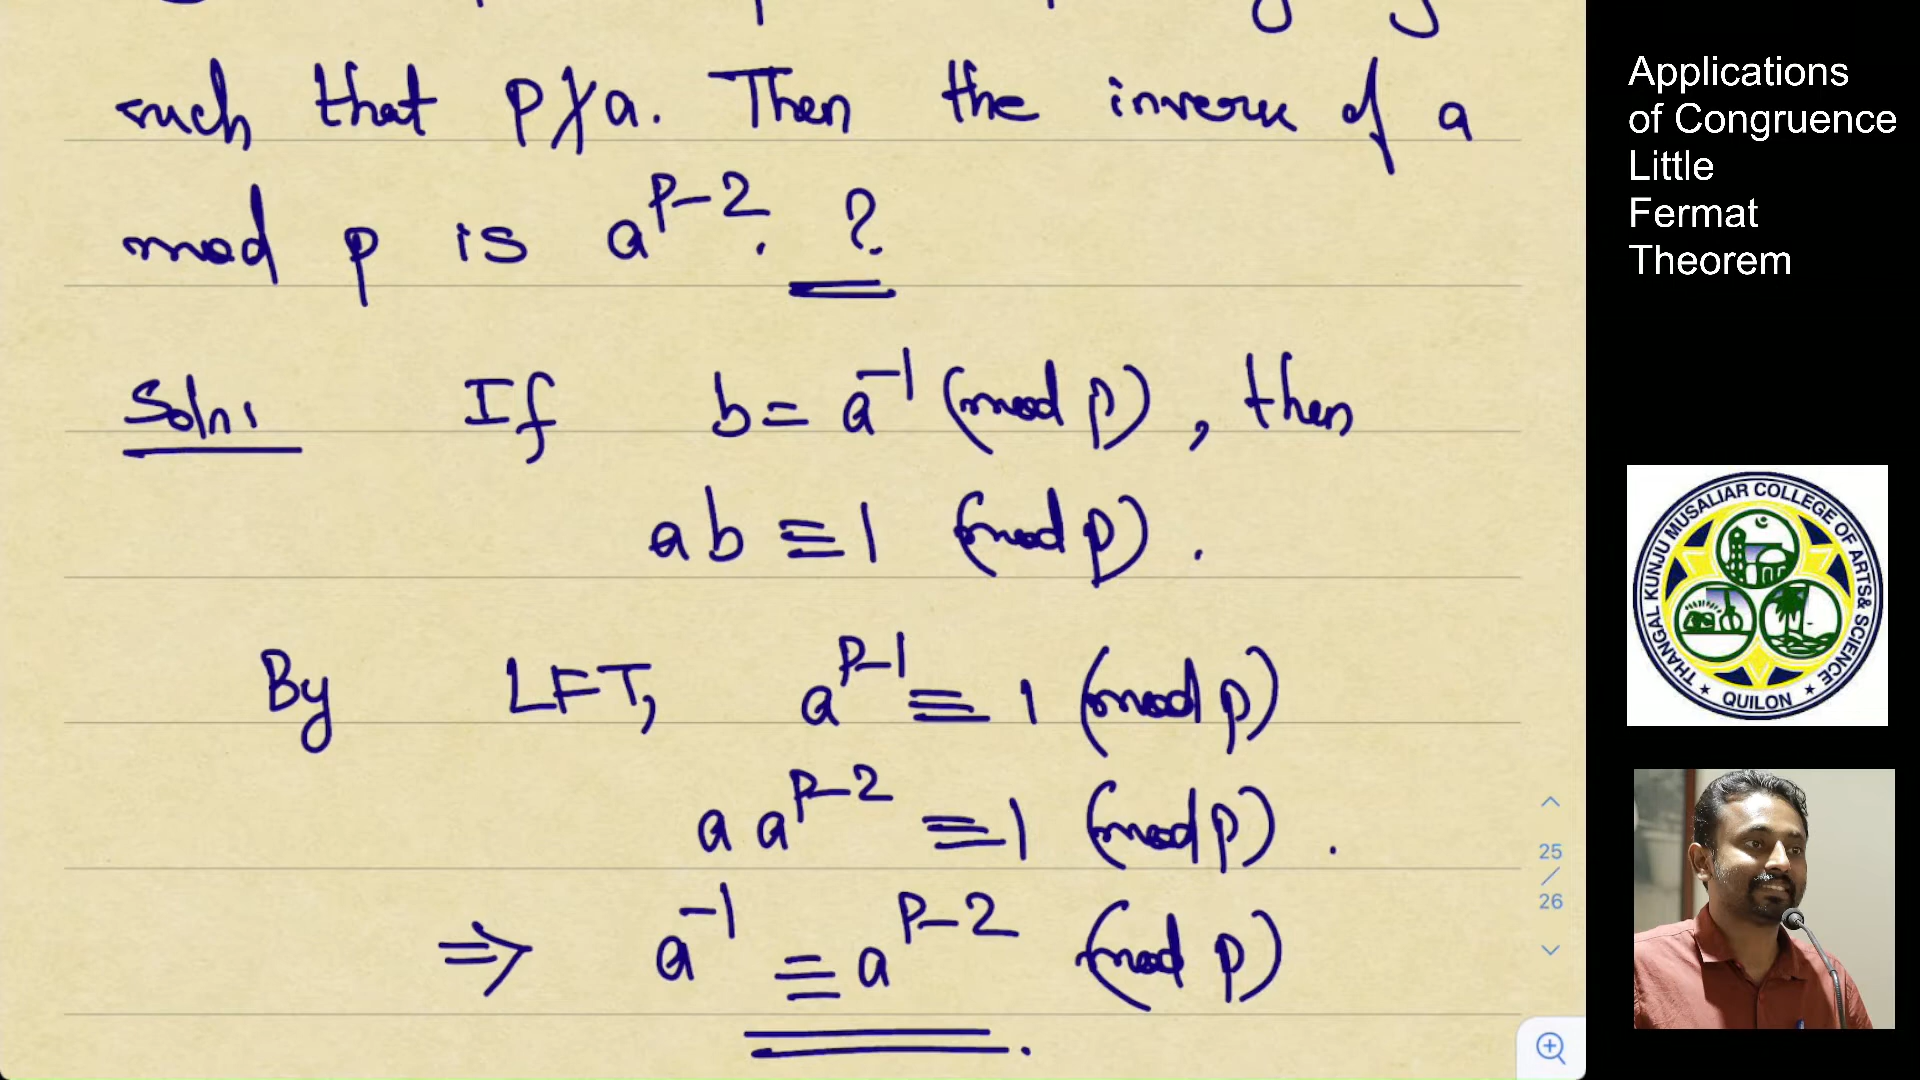 such that p∤a. Then the inverse of a
mod p is a^{p-2}. ?
Soln: If b = a^{-1} (mod p), then
ab ≡ 1 (mod p).
By LFT, a^{p-1} ≡ 1 (mod p)
a a^{p-2} ≡ 1 (mod p).
⇒ a^{-1} ≡ a^{p-2} (mod p).
25
/
26
Applications
of Congruence
Little
Fermat
Theorem
THANGAL KUNJU MUSALIAR COLLEGE OF ARTS & SCIENCE
★ QUILON ★